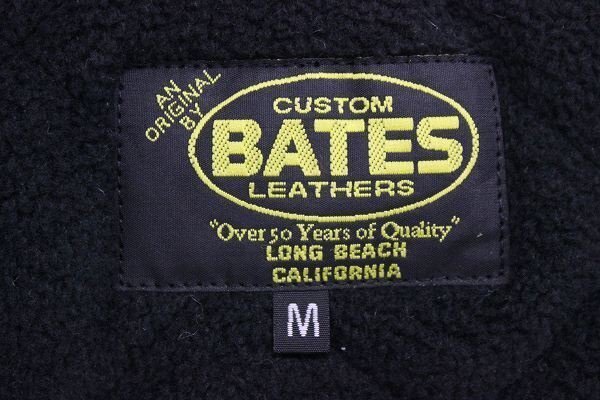 AN
ORIGINAL
BY
CUSTOM
BATES
LEATHERS
"Over 50 Years of Quality"
LONG BEACH
CALIFORNIA
M